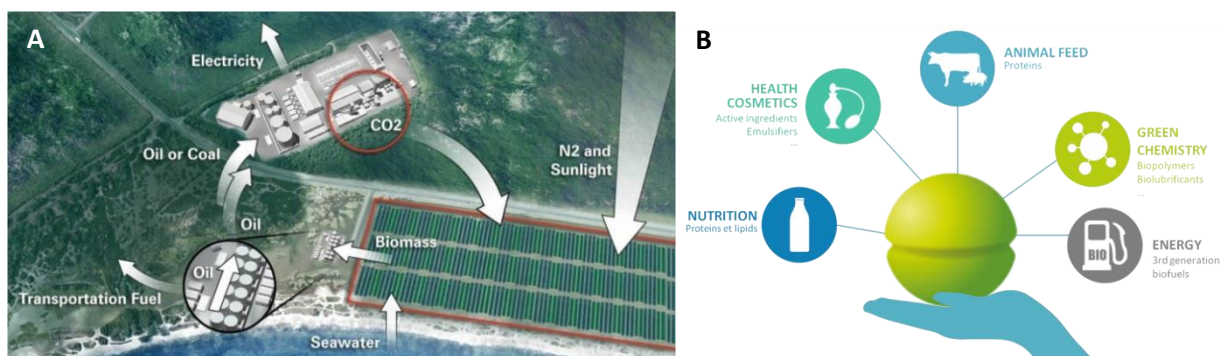 A
Electricity
CO2
Oil or Coal
N2 and
Sunlight
Oil
Biomass
Oil
Transportation Fuel
Seawater
B
ANIMAL FEED
Proteins
HEALTH
COSMETICS
Active ingredients
Emulsifiers
...
GREEN
CHEMISTRY
Biopolymers
Biolubrificants
...
NUTRITION
Proteins et lipids
BIO
ENERGY
3rd generation
biofuels